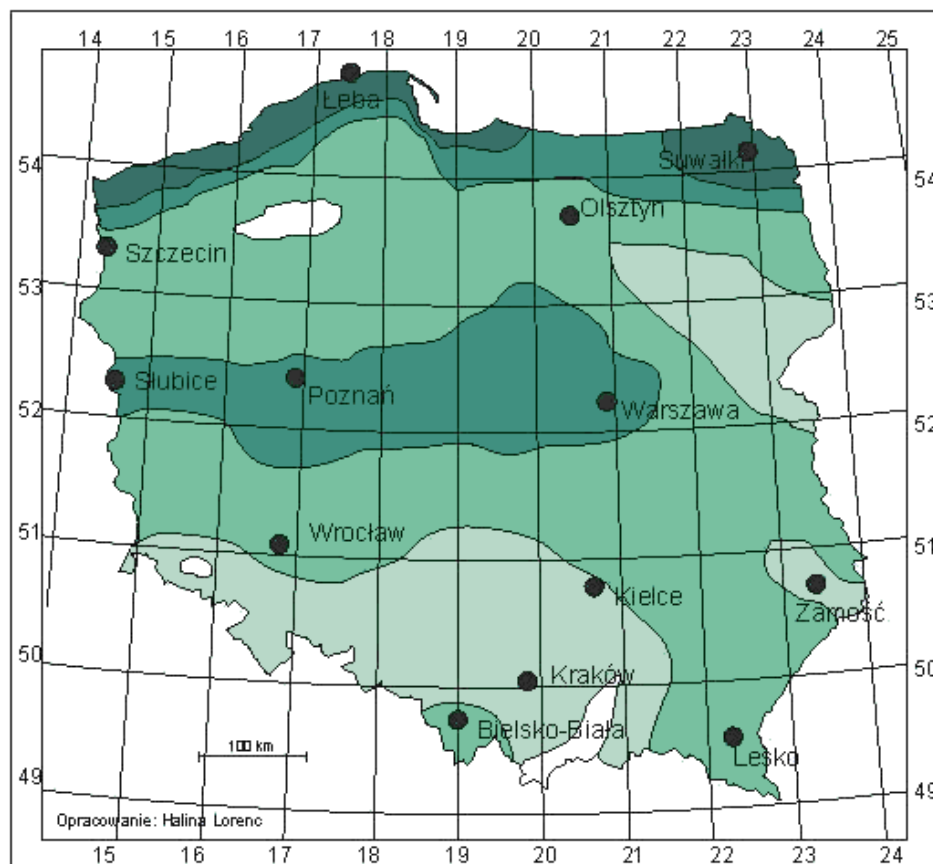 14 15 16 17 18 19 20 21 22 23 24 25
Łeba
54 Suwałki 54
Olsztyn
Szczecin
53 53
Słubice Poznań Warszawa
52 52
Wrocław
51 51
Kielce Zamość
50 Kraków 50
Bielsko-Biała Lesko
100 km
49 49
Opracowanie: Halina Lorenc
15 16 17 18 19 20 21 22 23 24